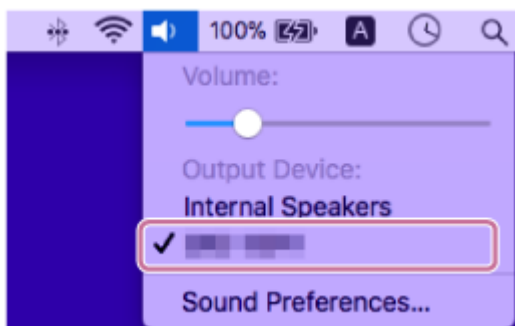 100% A
Volume:
Output Device:
Internal Speakers
Sound Preferences...